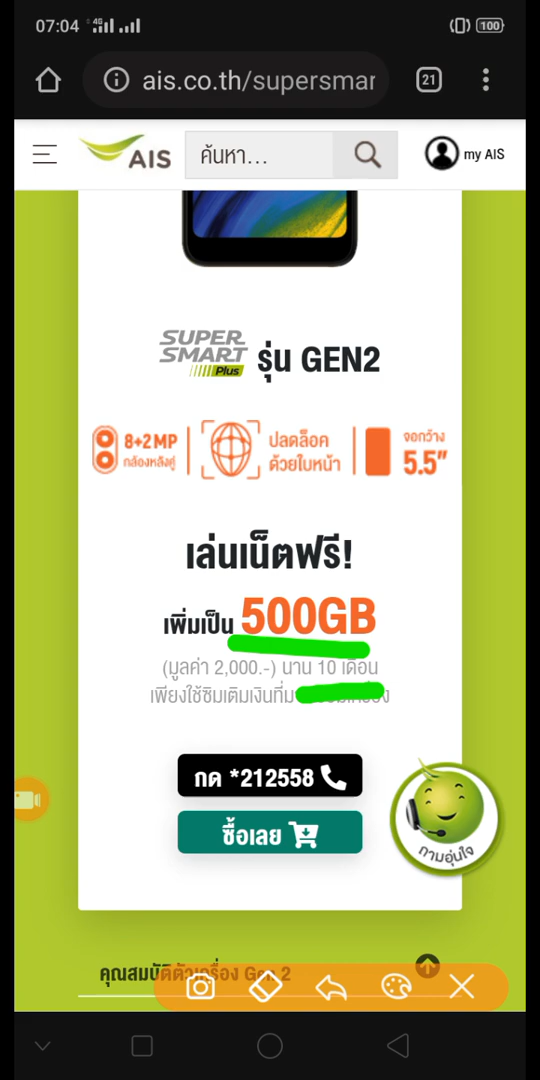 07:04 4G 100
ais.co.th/supersmar 21
AIS ค้นหา... my AIS
SUPER SMART Plus รุ่น GEN2
8+2MP กล้องหลังคู่
ปลดล็อค ด้วยใบหน้า
จอกว้าง 5.5"
เล่นเน็ตฟรี!
เพิ่มเป็น 500GB
(มูลค่า 2,000.-) นาน 10 เดือน
เพียงใช้ซิมเติมเงินที่
กด *212558
ซื้อเลย
ถามอุ่นใจ
คุณสมบัติตัวเครื่อง Gen 2